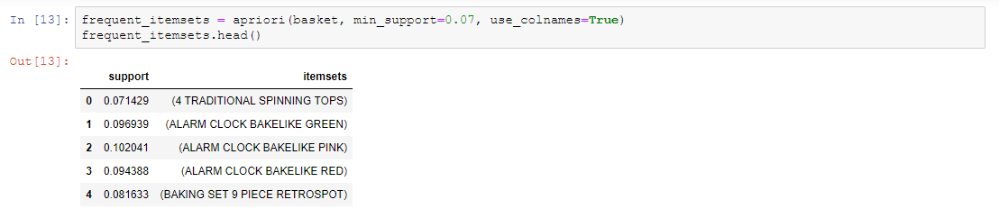 In [13]: frequent_itemsets = apriori(basket, min_support=0.07, use_colnames=True)
frequent_itemsets.head()
Out[13]:
support itemsets
0 0.071429 (4 TRADITIONAL SPINNING TOPS)
1 0.096939 (ALARM CLOCK BAKELIKE GREEN)
2 0.102041 (ALARM CLOCK BAKELIKE PINK)
3 0.094388 (ALARM CLOCK BAKELIKE RED)
4 0.081633 (BAKING SET 9 PIECE RETROSPOT)